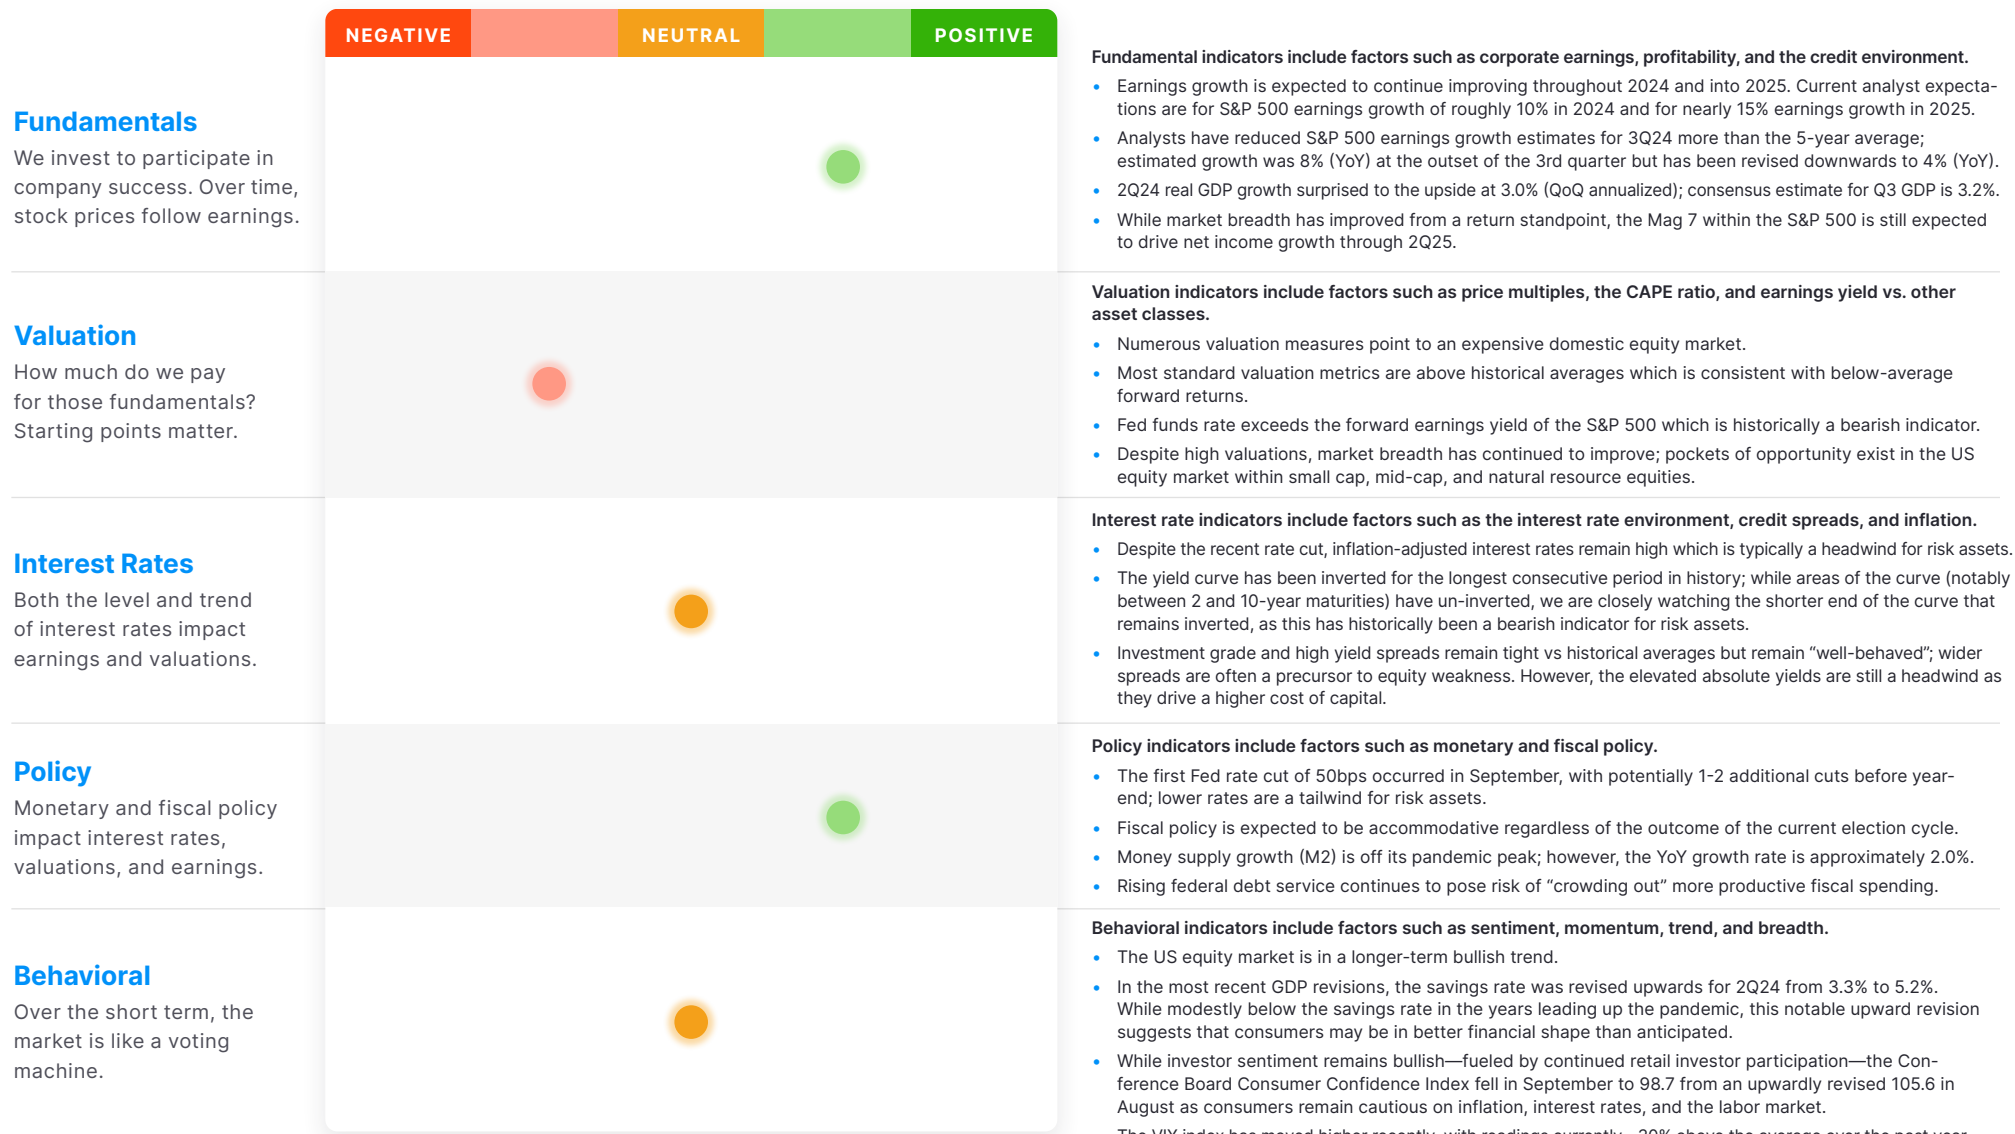 NEGATIVE
NEUTRAL
POSITIVE
Fundamentals
We invest to participate in
company success. Over time,
stock prices follow earnings.
Fundamental indicators include factors such as corporate earnings, profitability, and the credit environment.
• Earnings growth is expected to continue improving throughout 2024 and into 2025. Current analyst expecta-
tions are for S&P 500 earnings growth of roughly 10% in 2024 and for nearly 15% earnings growth in 2025.
• Analysts have reduced S&P 500 earnings growth estimates for 3Q24 more than the 5-year average;
estimated growth was 8% (YoY) at the outset of the 3rd quarter but has been revised downwards to 4% (YoY).
• 2Q24 real GDP growth surprised to the upside at 3.0% (QoQ annualized); consensus estimate for Q3 GDP is 3.2%.
• While market breadth has improved from a return standpoint, the Mag 7 within the S&P 500 is still expected
to drive net income growth through 2Q25.
Valuation
How much do we pay
for those fundamentals?
Starting points matter.
Valuation indicators include factors such as price multiples, the CAPE ratio, and earnings yield vs. other
asset classes.
• Numerous valuation measures point to an expensive domestic equity market.
• Most standard valuation metrics are above historical averages which is consistent with below-average
forward returns.
• Fed funds rate exceeds the forward earnings yield of the S&P 500 which is historically a bearish indicator.
• Despite high valuations, market breadth has continued to improve; pockets of opportunity exist in the US
equity market within small cap, mid-cap, and natural resource equities.
Interest Rates
Both the level and trend
of interest rates impact
earnings and valuations.
Interest rate indicators include factors such as the interest rate environment, credit spreads, and inflation.
• Despite the recent rate cut, inflation-adjusted interest rates remain high which is typically a headwind for risk assets.
• The yield curve has been inverted for the longest consecutive period in history; while areas of the curve (notably
between 2 and 10-year maturities) have un-inverted, we are closely watching the shorter end of the curve that
remains inverted, as this has historically been a bearish indicator for risk assets.
• Investment grade and high yield spreads remain tight vs historical averages but remain “well-behaved”; wider
spreads are often a precursor to equity weakness. However, the elevated absolute yields are still a headwind as
they drive a higher cost of capital.
Policy
Monetary and fiscal policy
impact interest rates,
valuations, and earnings.
Policy indicators include factors such as monetary and fiscal policy.
• The first Fed rate cut of 50bps occurred in September, with potentially 1-2 additional cuts before year-
end; lower rates are a tailwind for risk assets.
• Fiscal policy is expected to be accommodative regardless of the outcome of the current election cycle.
• Money supply growth (M2) is off its pandemic peak; however, the YoY growth rate is approximately 2.0%.
• Rising federal debt service continues to pose risk of “crowding out” more productive fiscal spending.
Behavioral
Over the short term, the
market is like a voting
machine.
Behavioral indicators include factors such as sentiment, momentum, trend, and breadth.
• The US equity market is in a longer-term bullish trend.
• In the most recent GDP revisions, the savings rate was revised upwards for 2Q24 from 3.3% to 5.2%.
While modestly below the savings rate in the years leading up the pandemic, this notable upward revision
suggests that consumers may be in better financial shape than anticipated.
• While investor sentiment remains bullish—fueled by continued retail investor participation—the Con-
ference Board Consumer Confidence Index fell in September to 98.7 from an upwardly revised 105.6 in
August as consumers remain cautious on inflation, interest rates, and the labor market.
The VIX index has moved higher recently, with readings currently 30% above the average over the past year